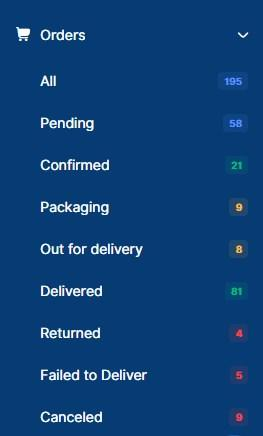 Orders
All 195
Pending 58
Confirmed 21
Packaging 9
Out for delivery 8
Delivered 81
Returned 4
Failed to Deliver 5
Canceled 9